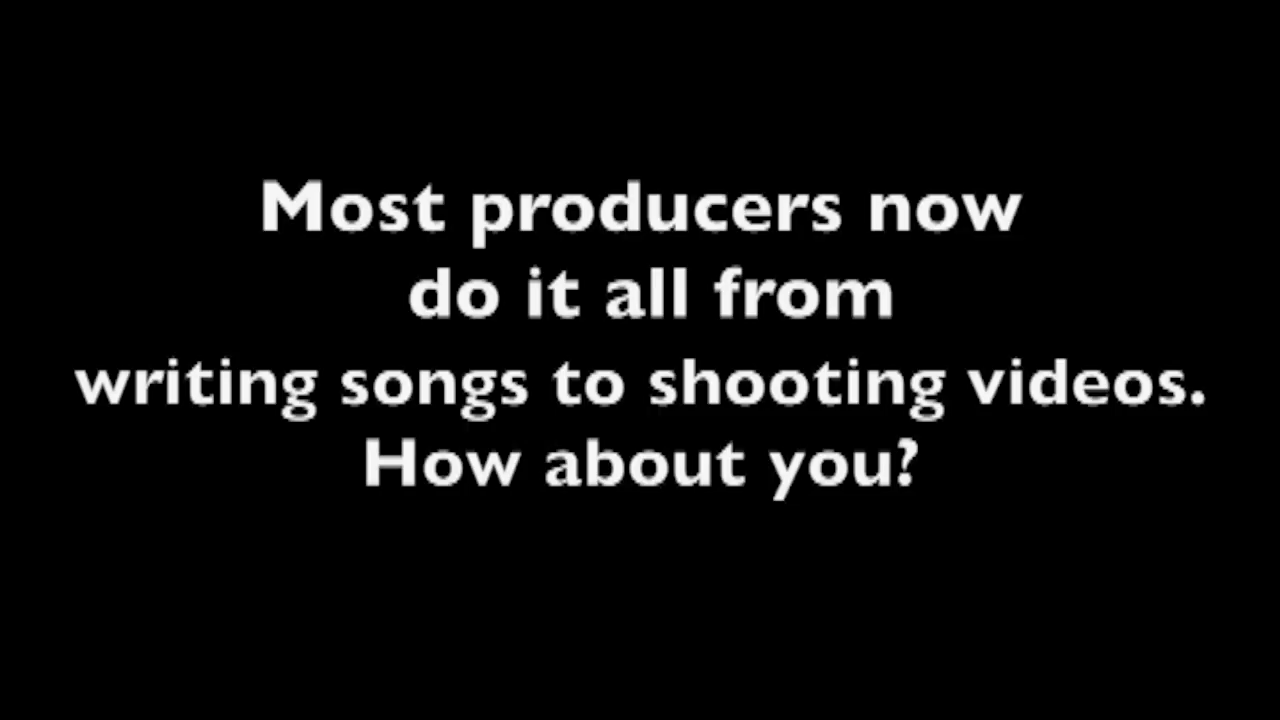 Most producers now
do it all from
writing songs to shooting videos.
How about you?